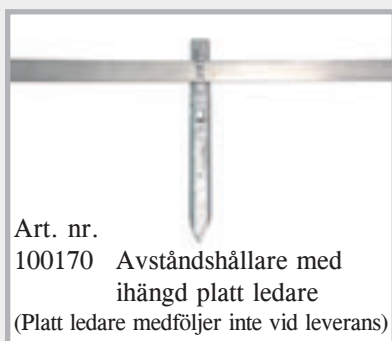 Art. nr.
100170 Avståndshållare med
ihängd platt ledare
(Platt ledare medföljer inte vid leverans)